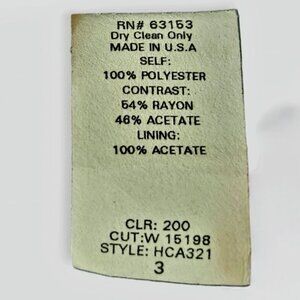 RN# 63153
Dry Clean Only
MADE IN U.S.A
SELF:
100% POLYESTER
CONTRAST:
54% RAYON
46% ACETATE
LINING:
100% ACETATE
CLR: 200
CUT:W 15198
STYLE: HCA321
3